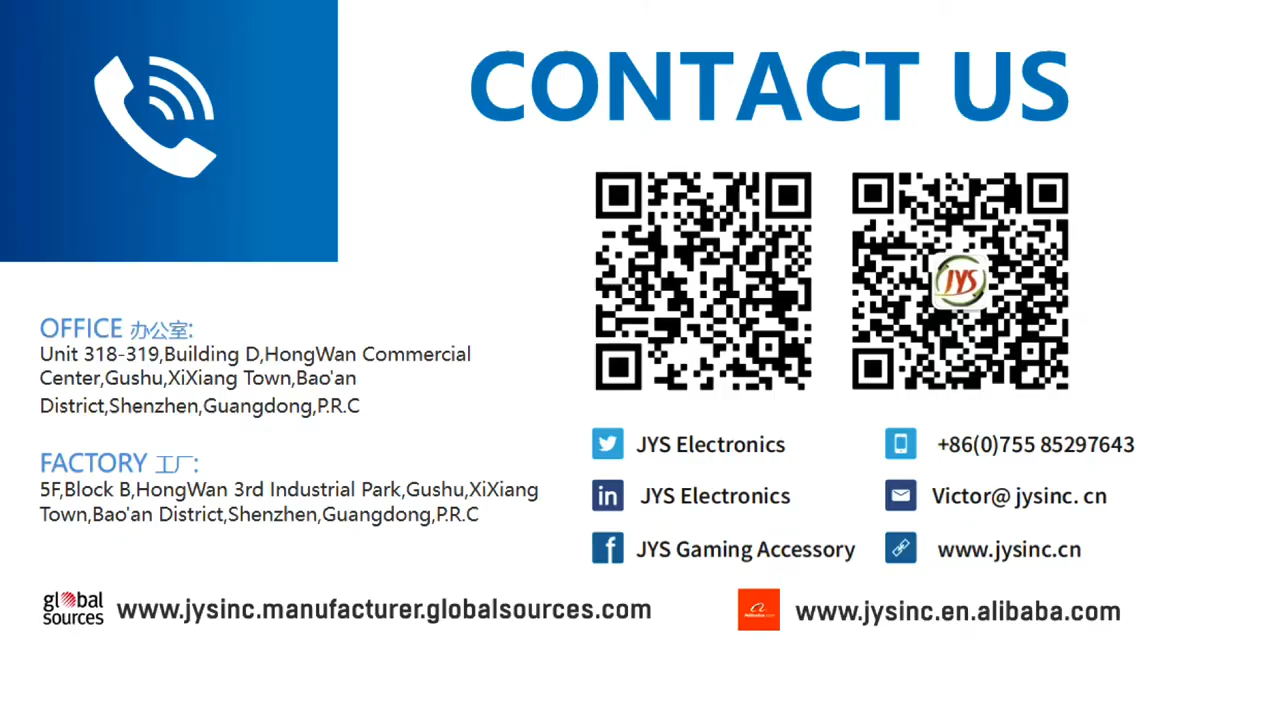 CONTACT US
JYS
OFFICE 办公室:
Unit 318-319,Building D,HongWan Commercial
Center,Gushu,XiXiang Town,Bao'an
District,Shenzhen,Guangdong,P.R.C
FACTORY 工厂:
5F,Block B,HongWan 3rd Industrial Park,Gushu,XiXiang
Town,Bao'an District,Shenzhen,Guangdong,P.R.C
JYS Electronics
+86(0)755 85297643
in JYS Electronics
Victor@ jysinc. cn
f JYS Gaming Accessory
www.jysinc.cn
global
sources
www.jysinc.manufacturer.globalsources.com
www.jysinc.en.alibaba.com